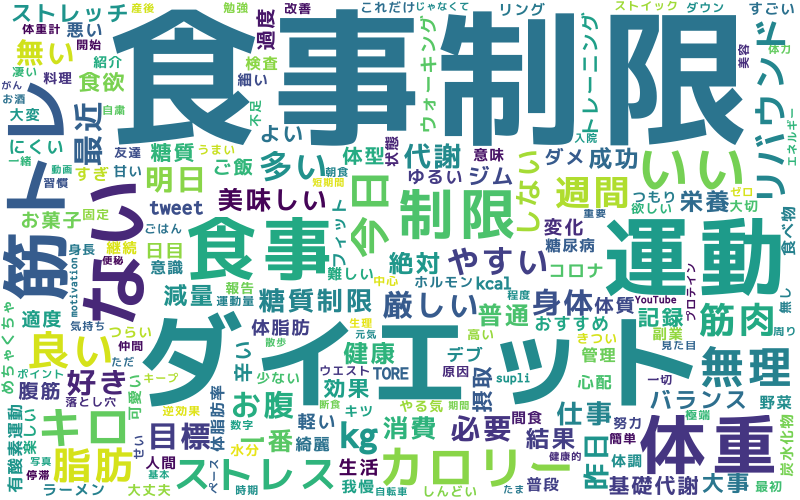 食事制限
ダイエット
運動
体重
筋トレ
ない
食事
制限
いい
今日
カロリー
無理
リバウンド
キロ
脂肪
良い
ストレス
kg
筋肉
身体
厳しい
やすい
週間
多い
明日
美味しい
最近
無い
お腹
目標
必要
好き
糖質制限
普通
健康
代謝
減量
絶対
しない
成功
ダメ
栄養
記録
バランス
仕事
結果
昨日
基礎代謝
大事
摂取
消費
効果
一番
生活
腹筋
適度
お菓子
ストレッチ
過度
食欲
にくい
よい
糖質
ご飯
体型
ジム
ゆるい
ウォーキング
トレーニング
体脂肪
体脂肪率
有酸素運動
tweet
kcal
ホルモン
おすすめ
体質
変化
糖尿病
コロナ
食べ物
炭水化物
野菜
管理
副業
心配
デブ
TORE
supli
YouTube
プロテイン
motivation
めちゃくちゃ
辛い
軽い
綺麗
キツ
やる気
期間
間食
普段
我慢
しんどい
自転車
たま
健康的
断食
ウエスト
元気
生理
散歩
少ない
高い
原因
きつい
見た目
一切
極端
努力
簡単
体調
最初
周り
無し
大切
ゼロ
欲しい
つもり
重要
エネルギー
体力
美容
入院
ダウン
ストイック
すごい
リング
じゃなくて
これだけ
改善
勉強
産後
体重計
開始
悪い
紹介
料理
凄い
がん
お酒
大変
自粛
一緒
動画
習慣
すぎ
甘い
友達
うまい
検査
細い
不足
状態
意味
朝食
短期間
フィット
難しい
中心
程度
報告
運動量
意識
日目
継続
固定
ごはん
身長
便秘
気持ち
つらい
仲間
ただ
ポイント
キープ
落とし穴
可愛い
逆効果
数字
水分
ペース
時期
人間
基本
せい
大丈夫
ラーメン
停滞
写真
楽しい